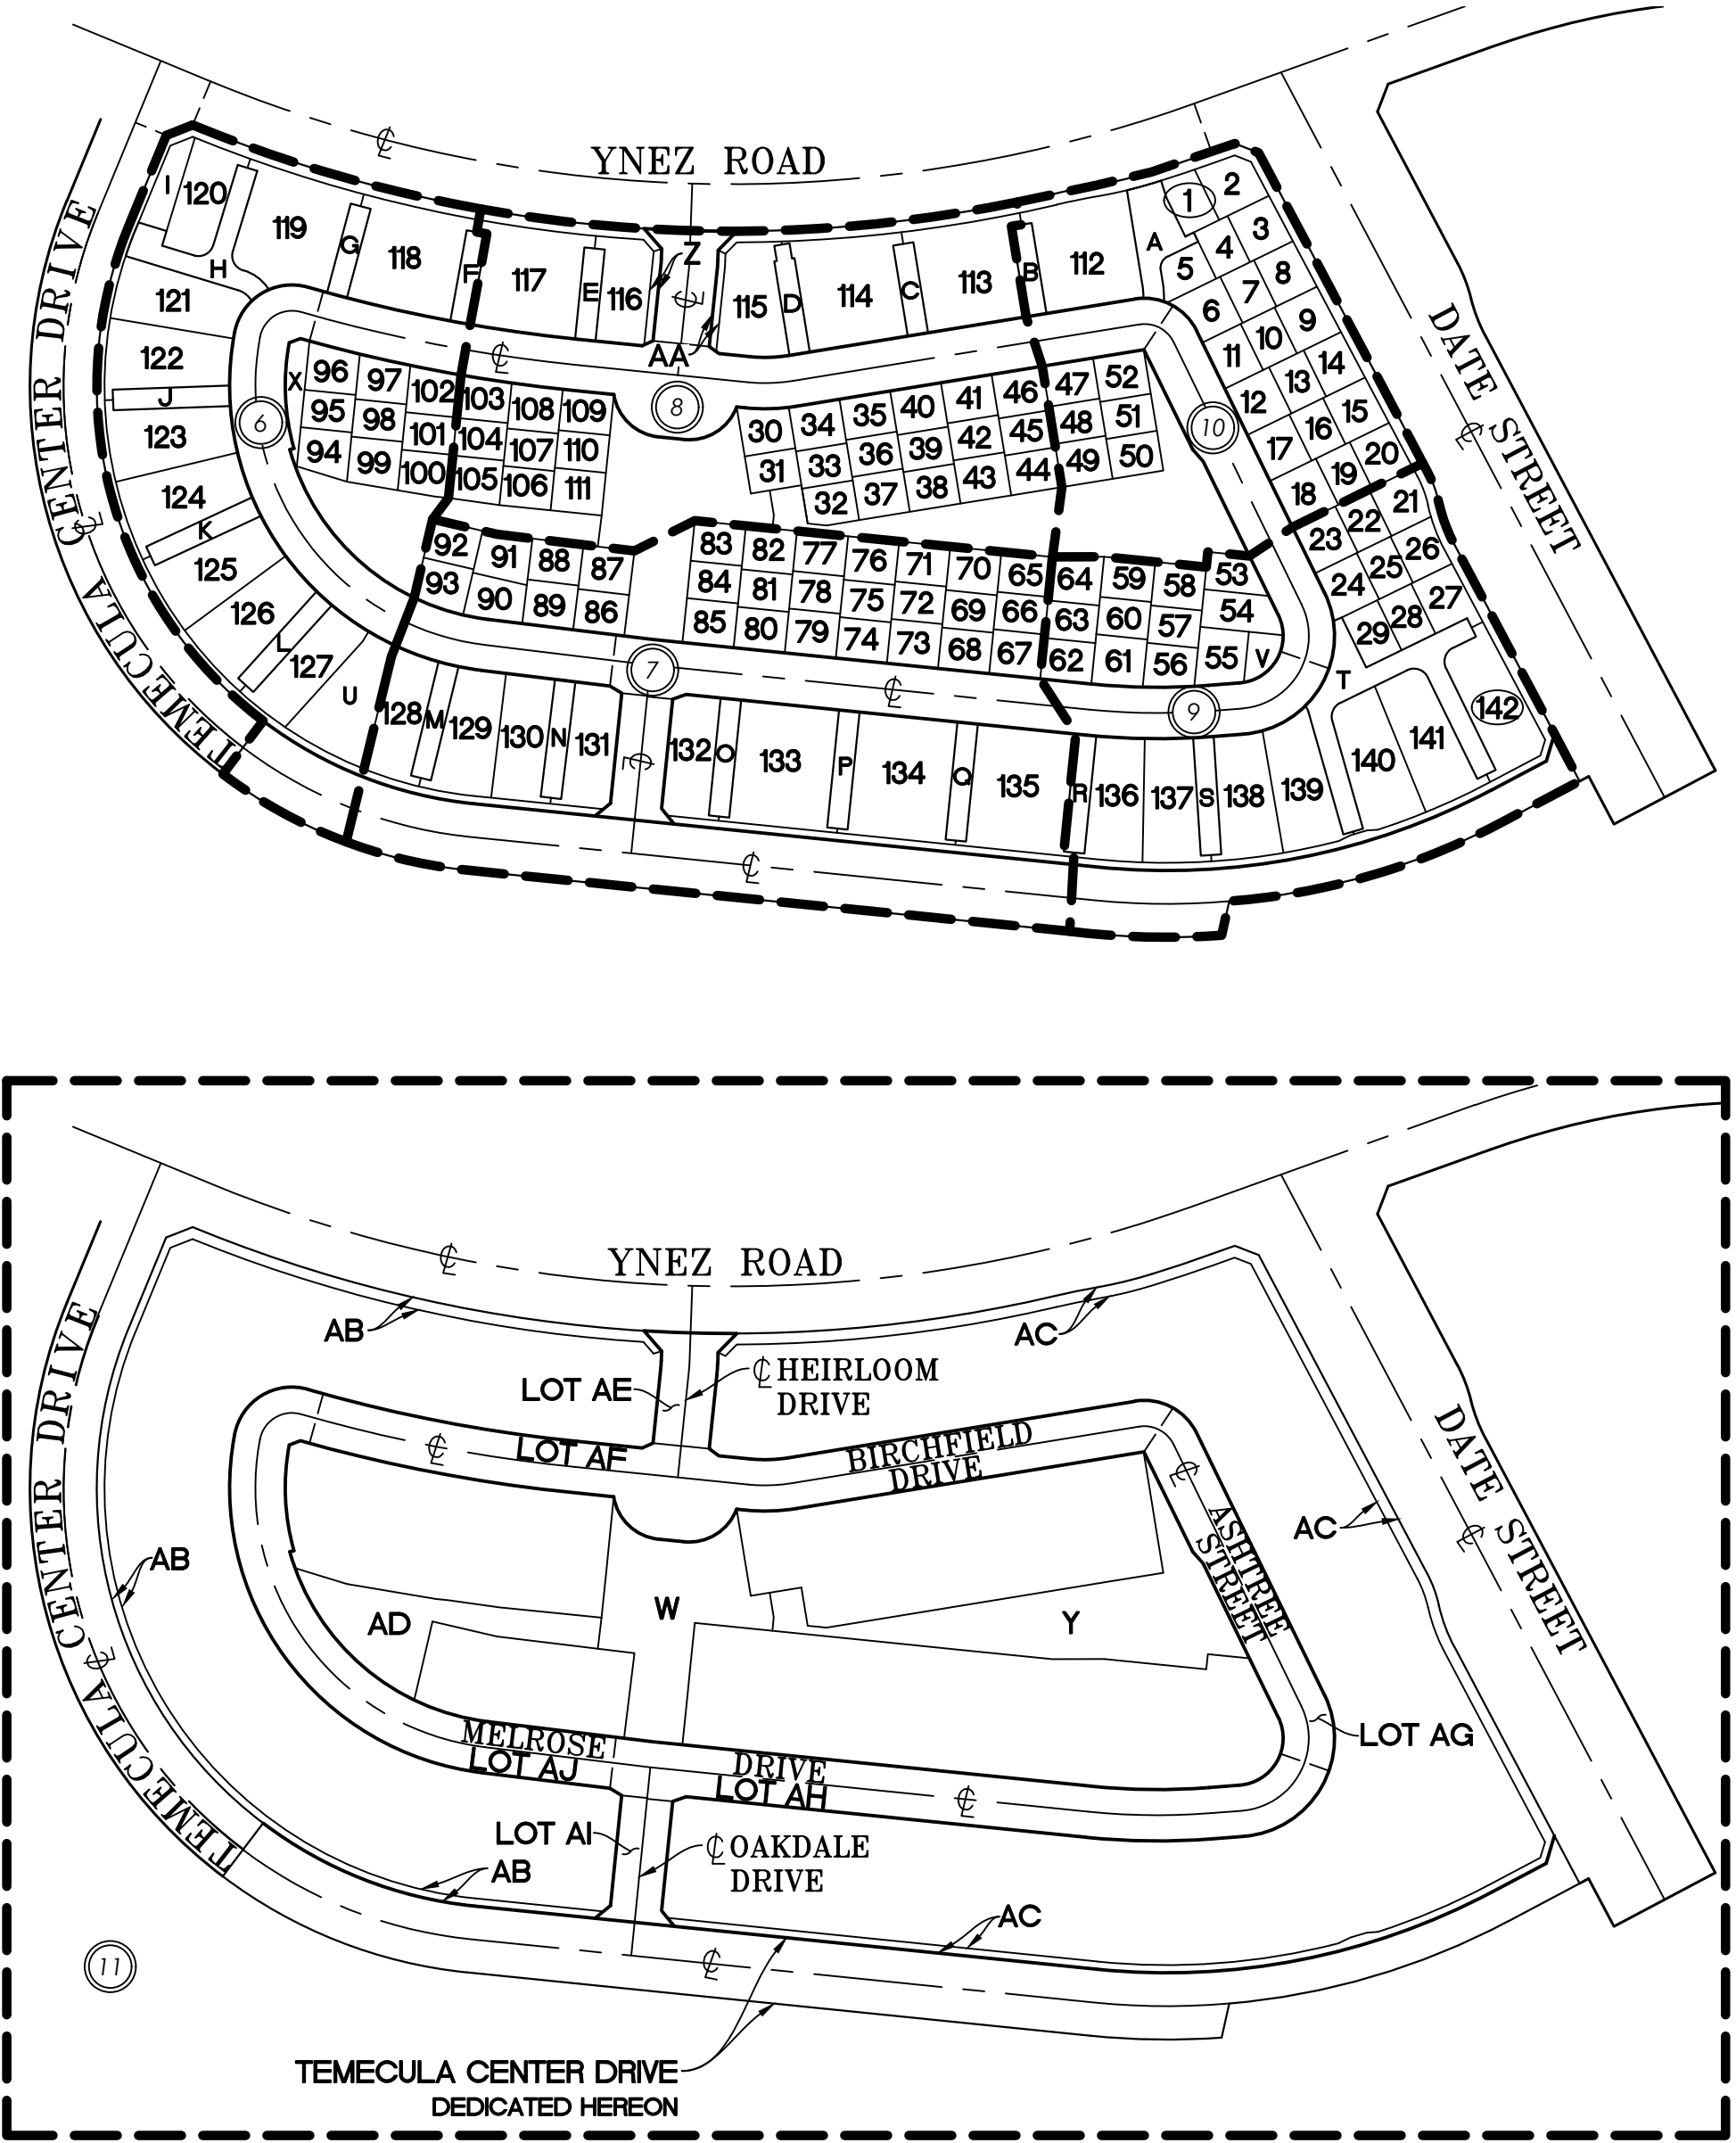 YNEZ ROAD
TEMECULA CENTER DRIVE
DATE STREET
I
120
119
G
118
F
117
E
116
Z
AA
115
D
114
C
113
B
112
A
1
2
3
4
5
6
7
8
9
10
11
12
13
14
15
16
17
18
19
20
21
22
23
24
25
26
27
28
29
H
121
122
J
123
124
K
125
126
L
127
U
X
96
97
102
103
108
109
95
98
101
104
107
110
94
99
100
105
106
111
30
34
35
40
41
46
47
52
31
33
36
39
42
45
48
51
32
37
38
43
44
49
50
92
91
88
87
93
90
89
86
83
82
77
76
71
70
65
64
59
58
53
84
81
78
75
72
69
66
63
60
57
54
85
80
79
74
73
68
67
62
61
56
55
V
128
M
129
130
N
131
132
O
133
P
134
Q
135
R
136
137
S
138
139
T
140
141
142
6
7
8
9
10
YNEZ ROAD
TEMECULA CENTER DRIVE
DATE STREET
AB
AC
LOT AE
℄ HEIRLOOM
DRIVE
LOT AF
BIRCHFIELD
DRIVE
ASHTREE
STREET
AC
AB
AD
W
Y
LOT AG
MELROSE DRIVE
LOT AJ
LOT AH
LOT AI
℄ OAKDALE
DRIVE
AB
AC
11
TEMECULA CENTER DRIVE
DEDICATED HEREON